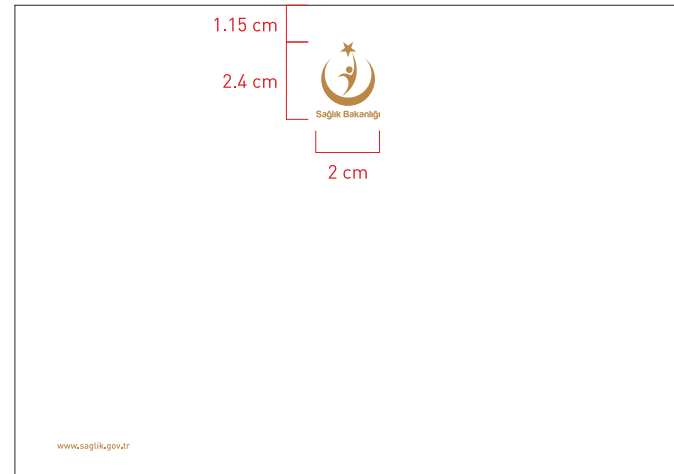 1.15 cm
2.4 cm
Sağlık Bakanlığı
2 cm
www.saglik.gov.tr